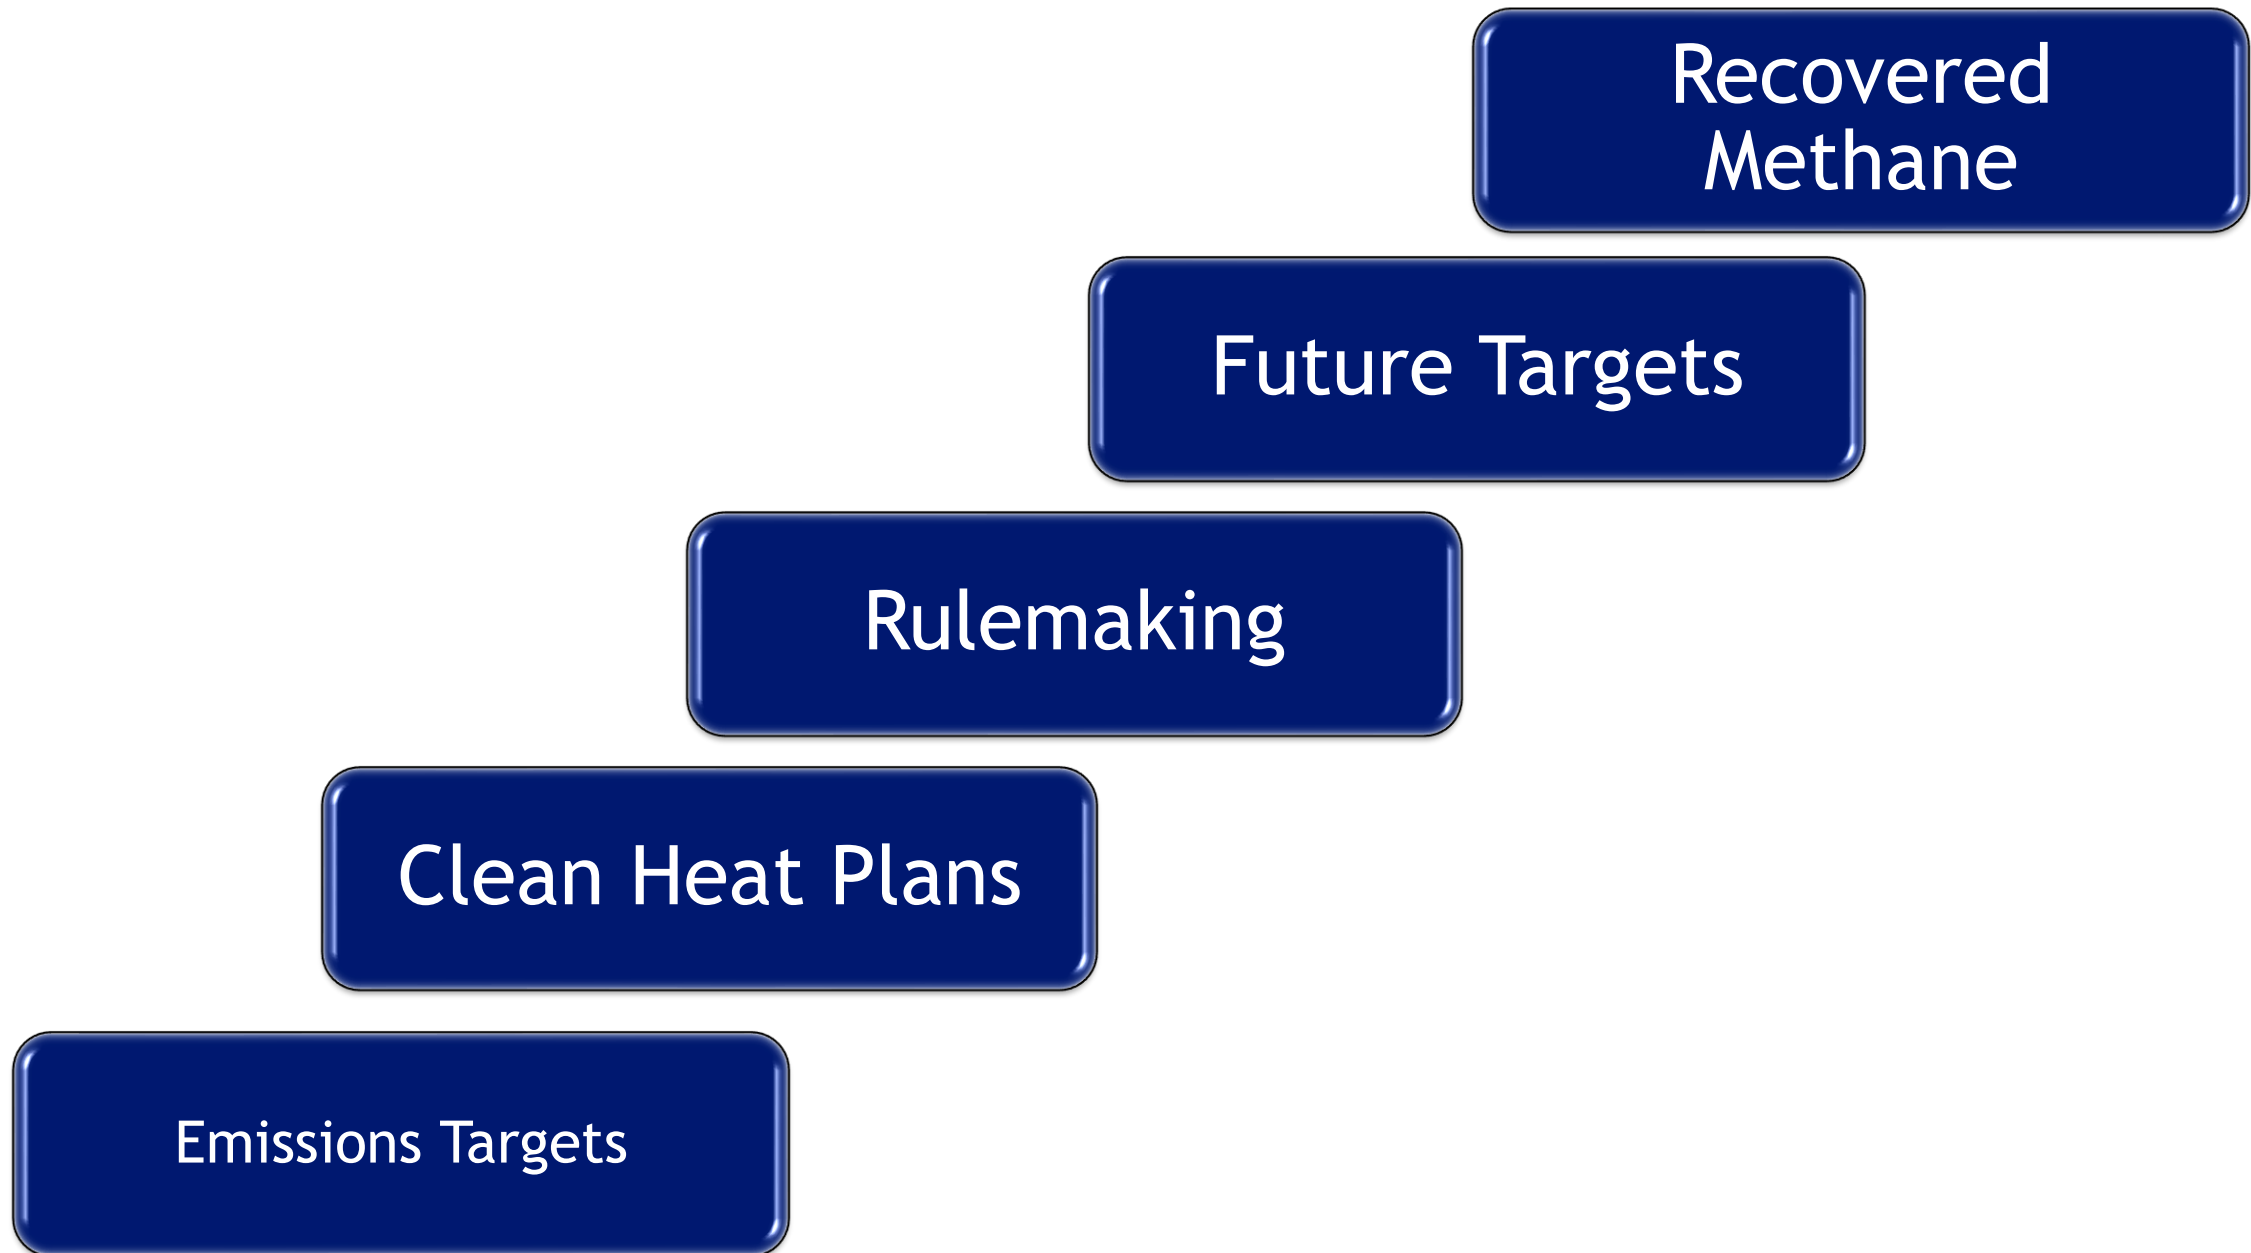 Recovered
Methane
Future Targets
Rulemaking
Clean Heat Plans
Emissions Targets